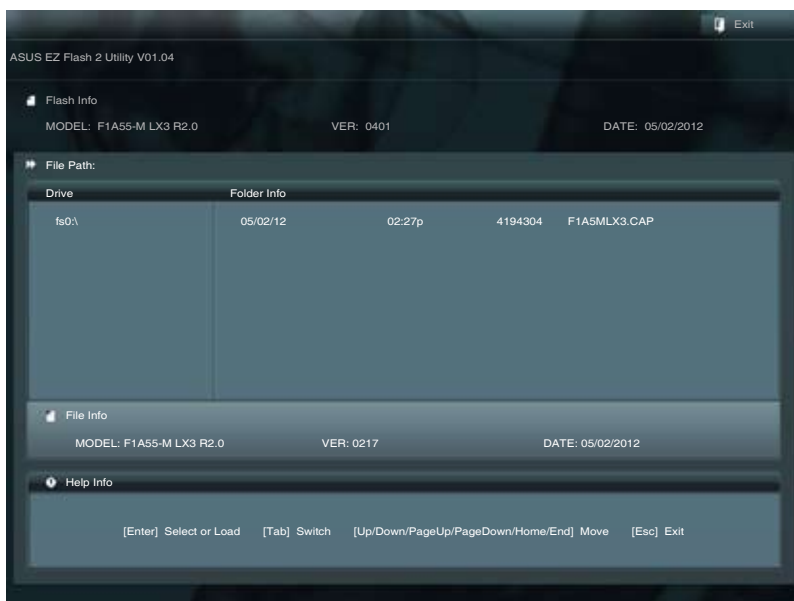 Exit
ASUS EZ Flash 2 Utility V01.04
Flash Info
MODEL: F1A55-M LX3 R2.0 VER: 0401 DATE: 05/02/2012
File Path:
Drive Folder Info
fs0:\ 05/02/12 02:27p 4194304 F1A5MLX3.CAP
File Info
MODEL: F1A55-M LX3 R2.0 VER: 0217 DATE: 05/02/2012
Help Info
[Enter] Select or Load [Tab] Switch [Up/Down/PageUp/PageDown/Home/End] Move [Esc] Exit